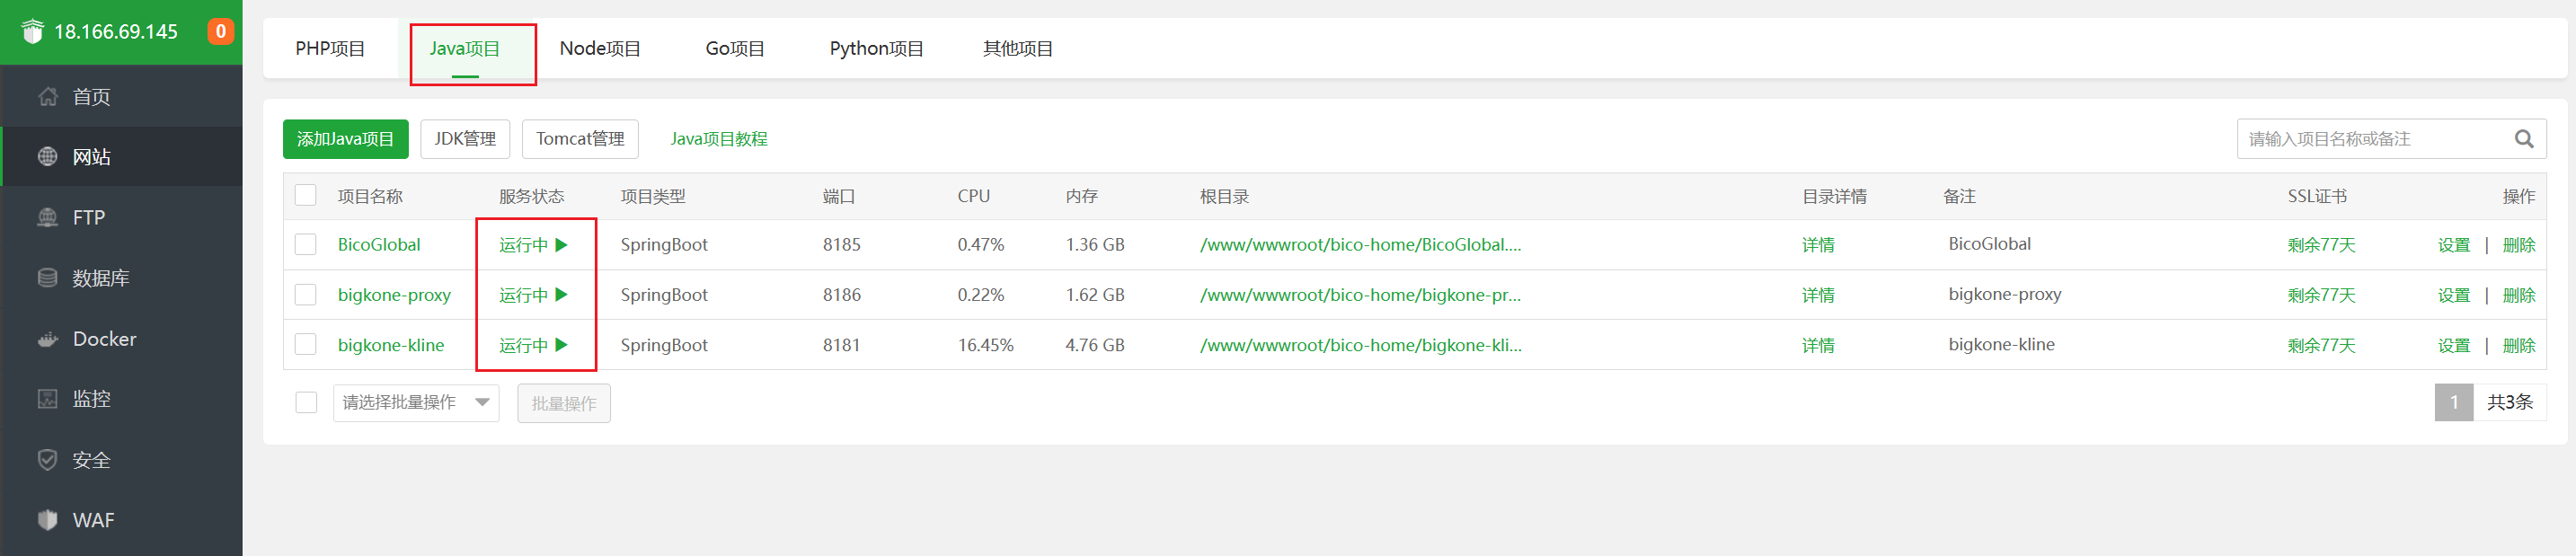 18.166.69.145 0
首页
网站
FTP
数据库
Docker
监控
安全
WAF
PHP项目 Java项目 Node项目 Go项目 Python项目 其他项目
添加Java项目 JDK管理 Tomcat管理 Java项目教程 请输入项目名称或备注
项目名称 服务状态 项目类型 端口 CPU 内存 根目录 目录详情 备注 SSL证书 操作
BicoGlobal 运行中 SpringBoot 8185 0.47% 1.36 GB /www/wwwroot/bico-home/BicoGlobal.... 详情 BicoGlobal 剩余77天 设置 | 删除
bigkone-proxy 运行中 SpringBoot 8186 0.22% 1.62 GB /www/wwwroot/bico-home/bigkone-pr... 详情 bigkone-proxy 剩余77天 设置 | 删除
bigkone-kline 运行中 SpringBoot 8181 16.45% 4.76 GB /www/wwwroot/bico-home/bigkone-kli... 详情 bigkone-kline 剩余77天 设置 | 删除
请选择批量操作 批量操作 1 共3条